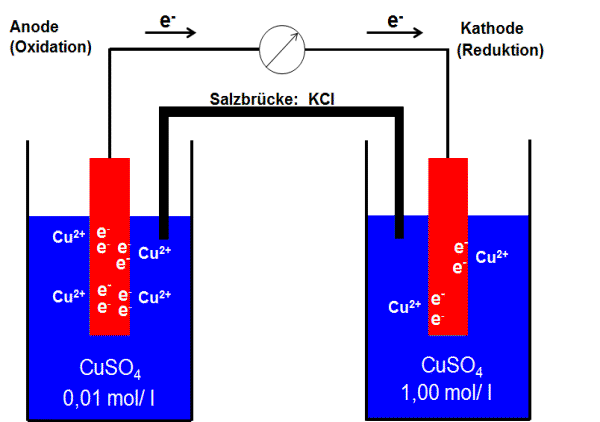 Anode
(Oxidation)
e⁻
e⁻
Kathode
(Reduktion)
Salzbrücke: KCl
Cu²⁺
e⁻
e⁻
e⁻
e⁻
Cu²⁺
Cu²⁺
e⁻
e⁻
e⁻
e⁻
Cu²⁺
e⁻
e⁻
Cu²⁺
Cu²⁺
e⁻
e⁻
CuSO₄
0,01 mol/ l
CuSO₄
1,00 mol/ l